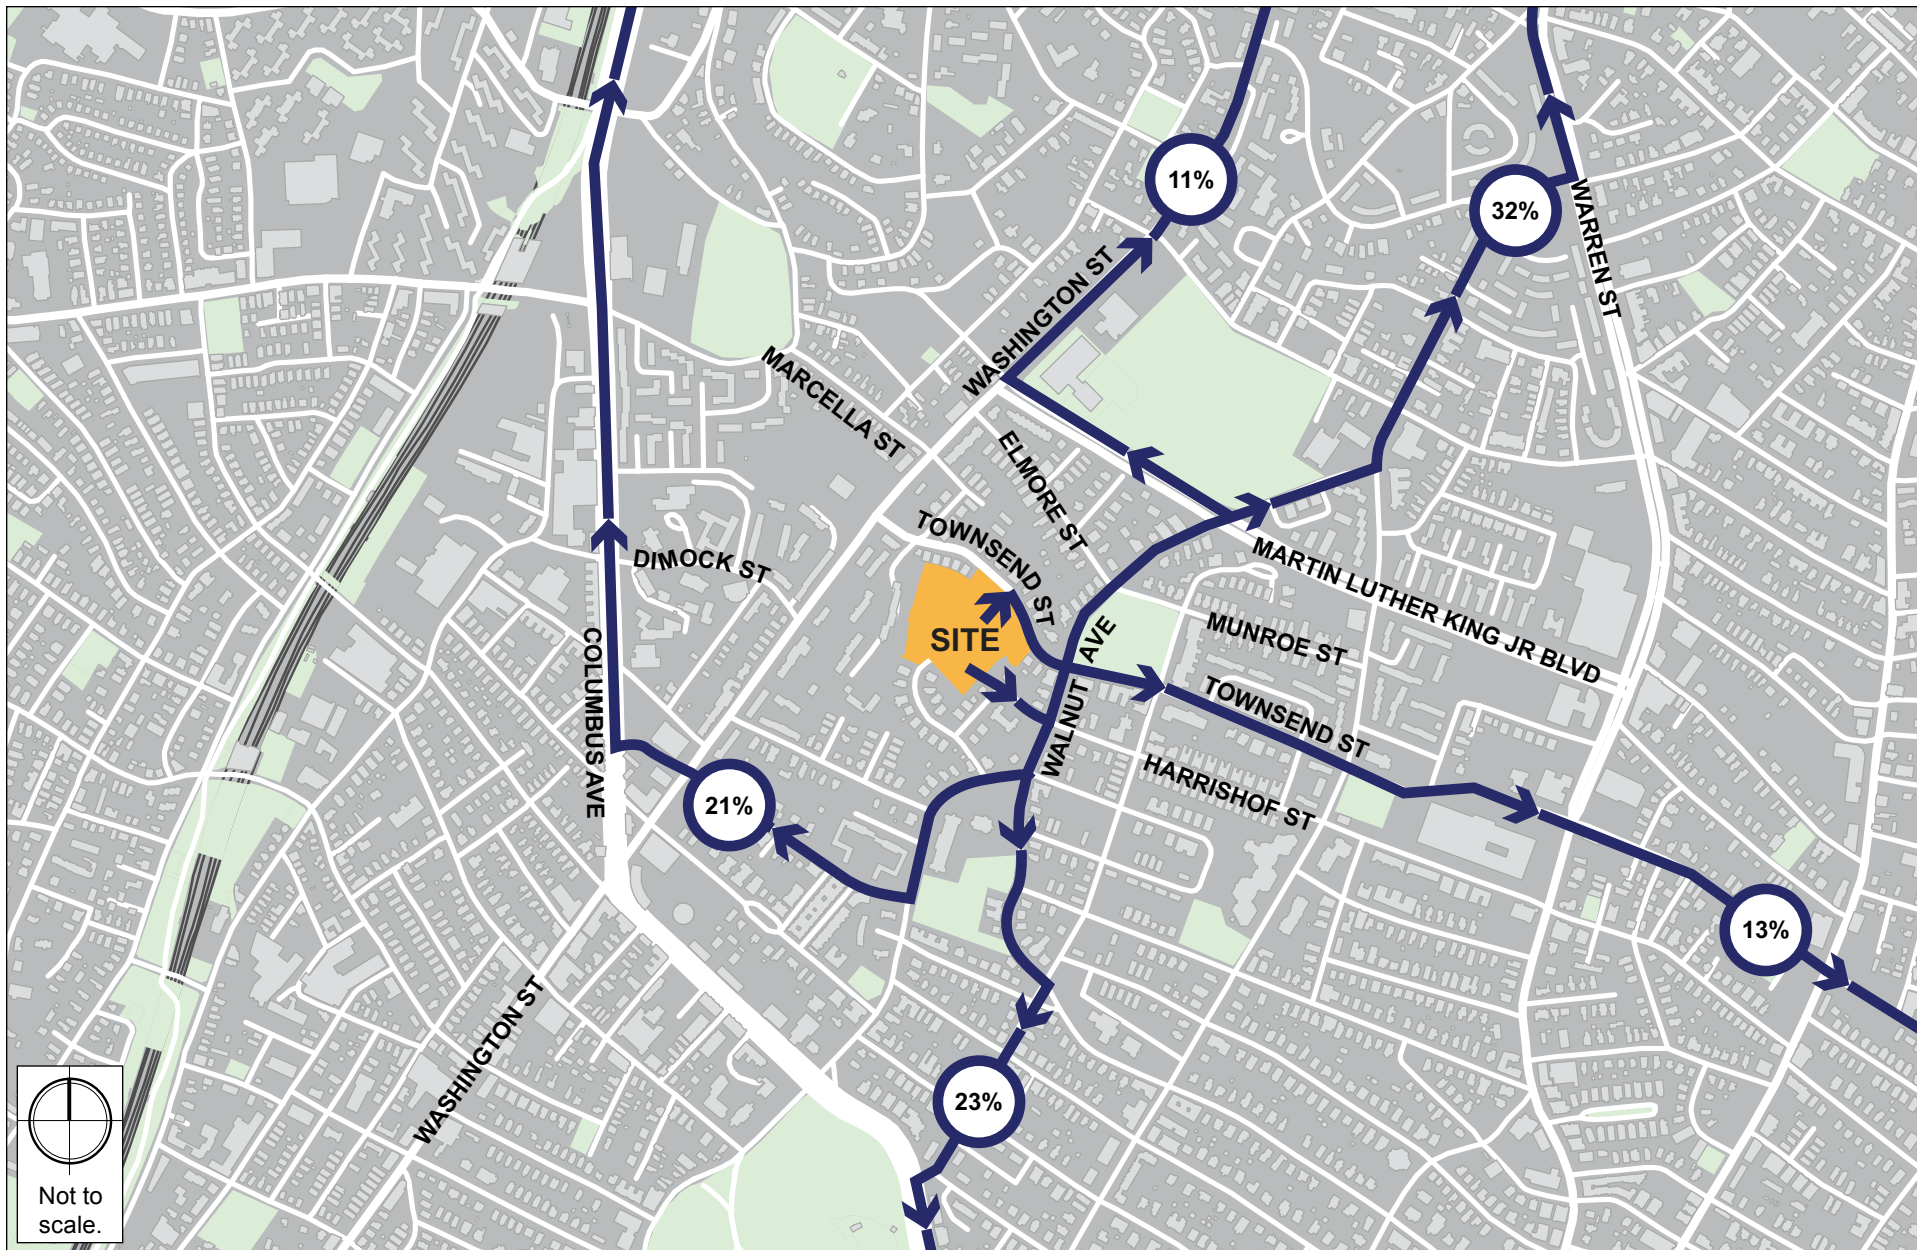 11%
32%
WARREN ST
WASHINGTON ST
MARCELLA ST
ELMORE ST
TOWNSEND ST
DIMOCK ST
MARTIN LUTHER KING JR BLVD
SITE
WALNUT AVE
MUNROE ST
COLUMBUS AVE
TOWNSEND ST
HARRISHOF ST
21%
13%
WASHINGTON ST
23%
Not to
scale.